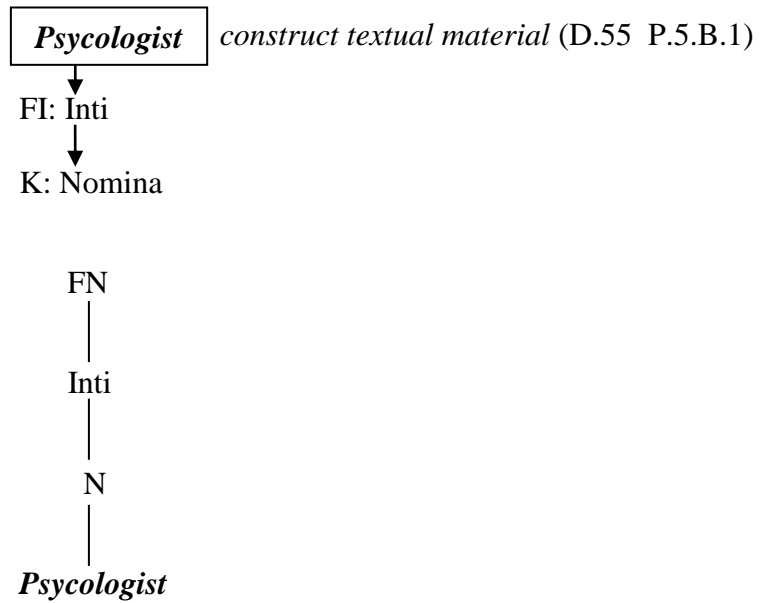 Psycologist construct textual material (D.55 P.5.B.1)
FI: Inti
K: Nomina
FN
Inti
N
Psycologist